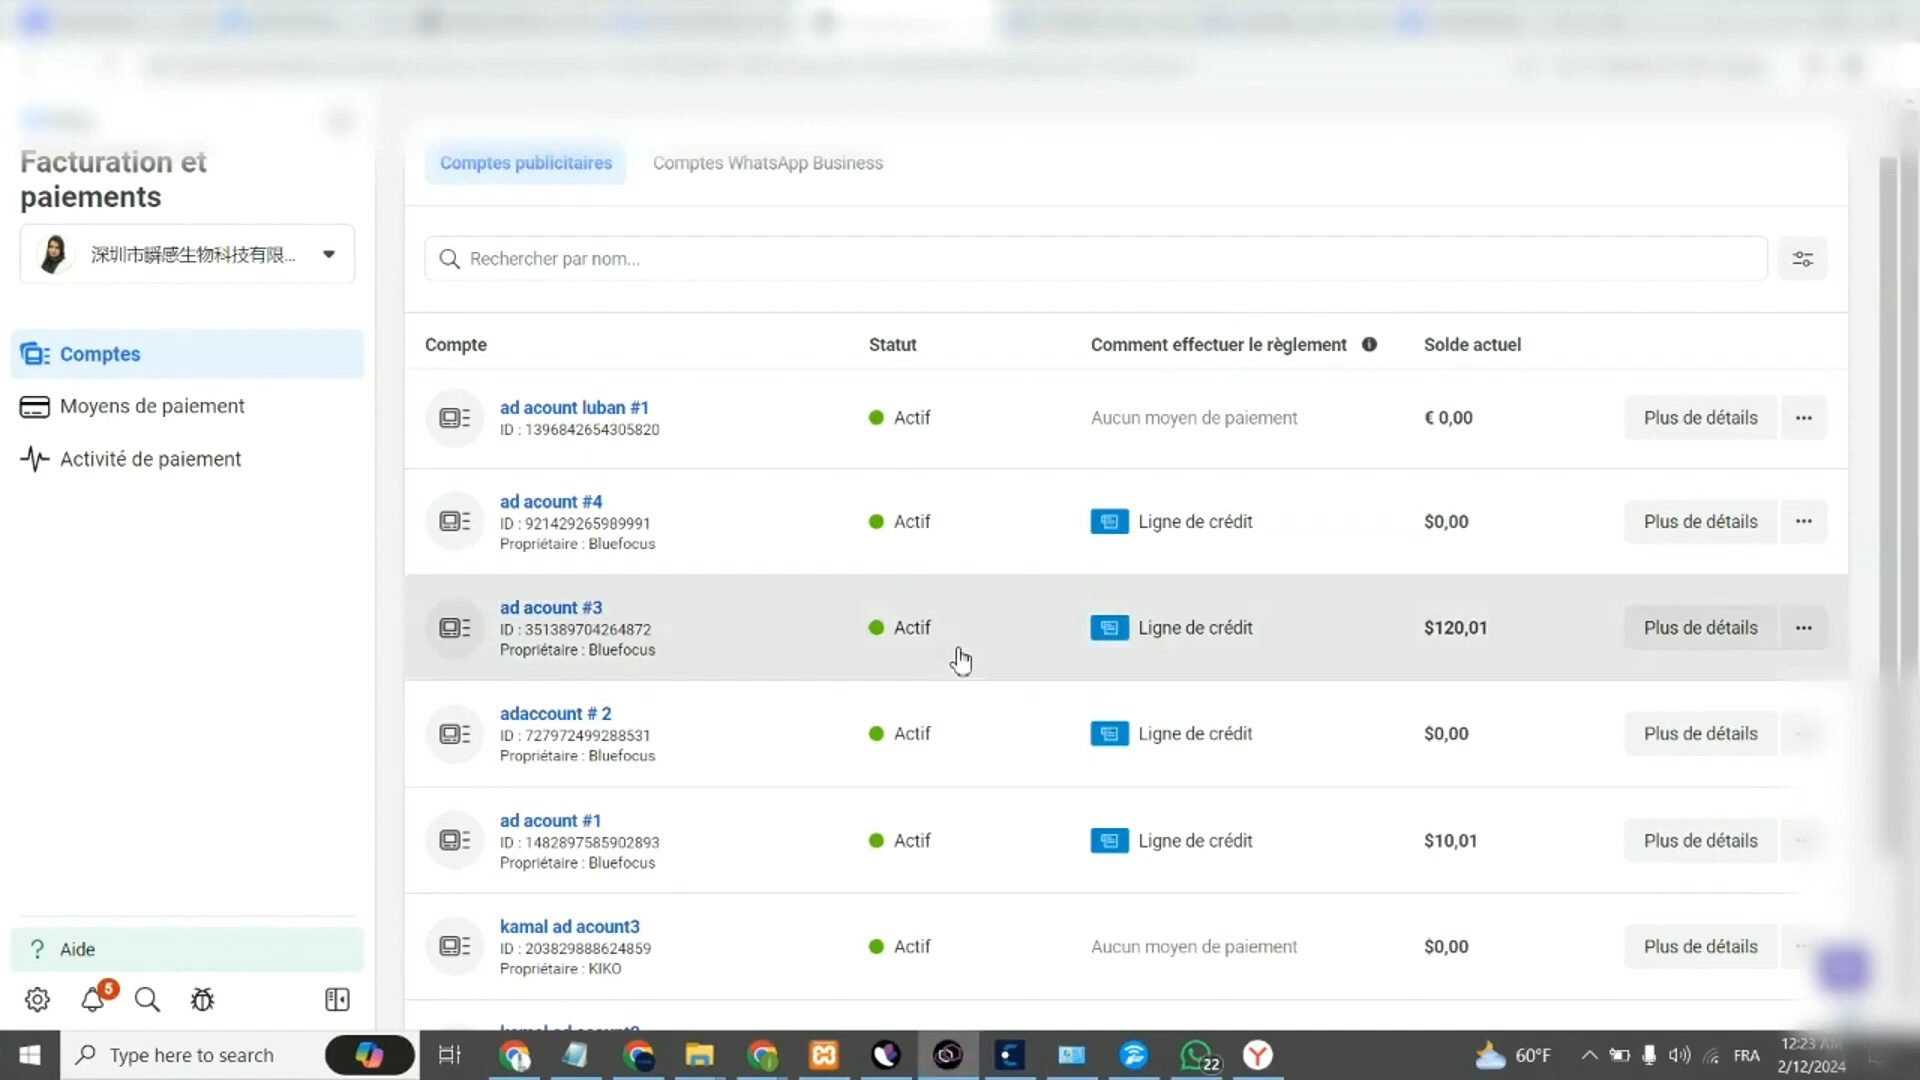 Facturation et
paiements
深圳市瞬感生物科技有限...
Comptes
Moyens de paiement
Activité de paiement
Aide
5
Comptes publicitaires
Comptes WhatsApp Business
Rechercher par nom...
Compte
Statut
Comment effectuer le règlement
Solde actuel
ad acount luban #1
ID : 1396842654305820
Actif
Aucun moyen de paiement
€ 0,00
Plus de détails
ad acount #4
ID : 921429265989991
Propriétaire : Bluefocus
Actif
Ligne de crédit
$0,00
Plus de détails
ad acount #3
ID : 351389704264872
Propriétaire : Bluefocus
Actif
Ligne de crédit
$120,01
Plus de détails
adaccount # 2
ID : 727972499288531
Propriétaire : Bluefocus
Actif
Ligne de crédit
$0,00
Plus de détails
ad acount #1
ID : 1482897585902893
Propriétaire : Bluefocus
Actif
Ligne de crédit
$10,01
Plus de détails
kamal ad acount3
ID : 203829888624859
Propriétaire : KIKO
Actif
Aucun moyen de paiement
$0,00
Plus de détails
Type here to search
22
60°F
FRA
12:23 AM
2/12/2024